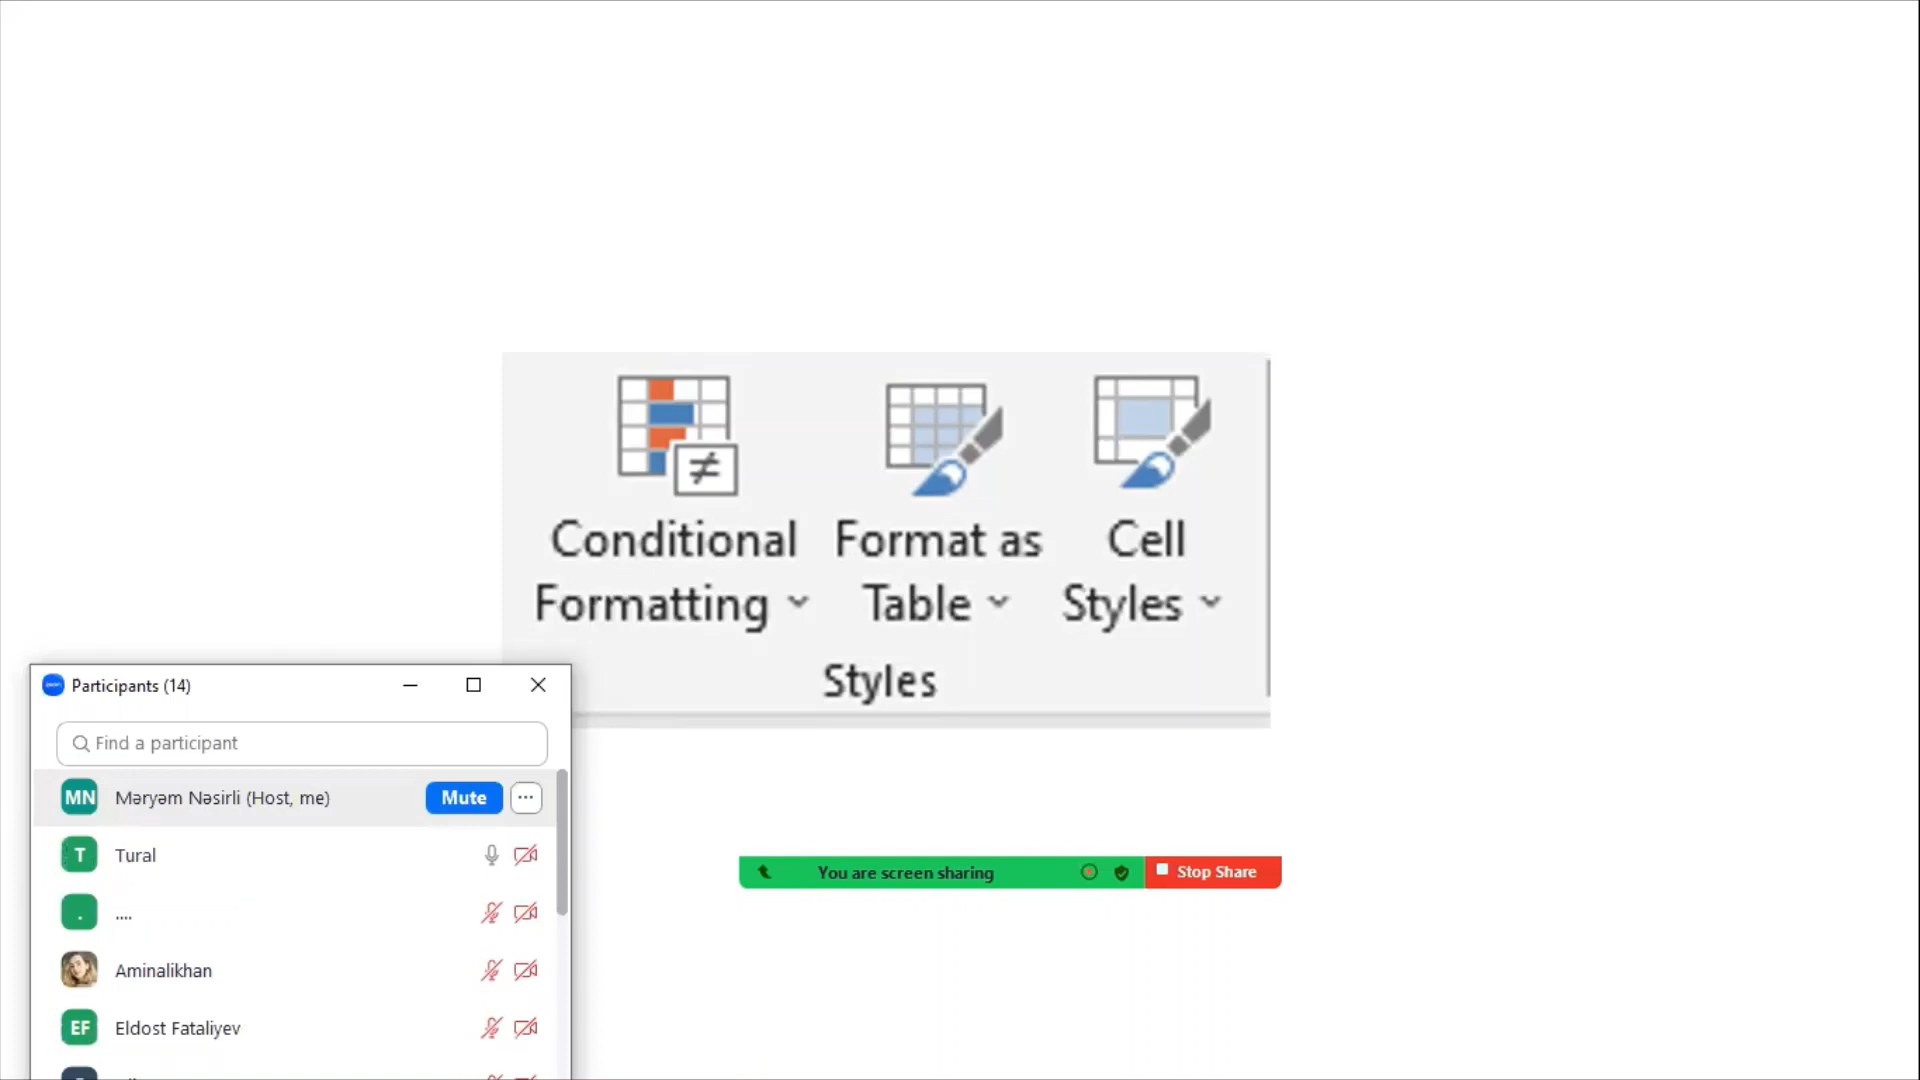 Conditional Formatting
Format as Table
Cell Styles
Styles
Participants (14)
Find a participant
MN Məryəm Nəsirli (Host, me) Mute
T Tural
. ....
Aminalikhan
EF Eldost Fataliyev
You are screen sharing
Stop Share